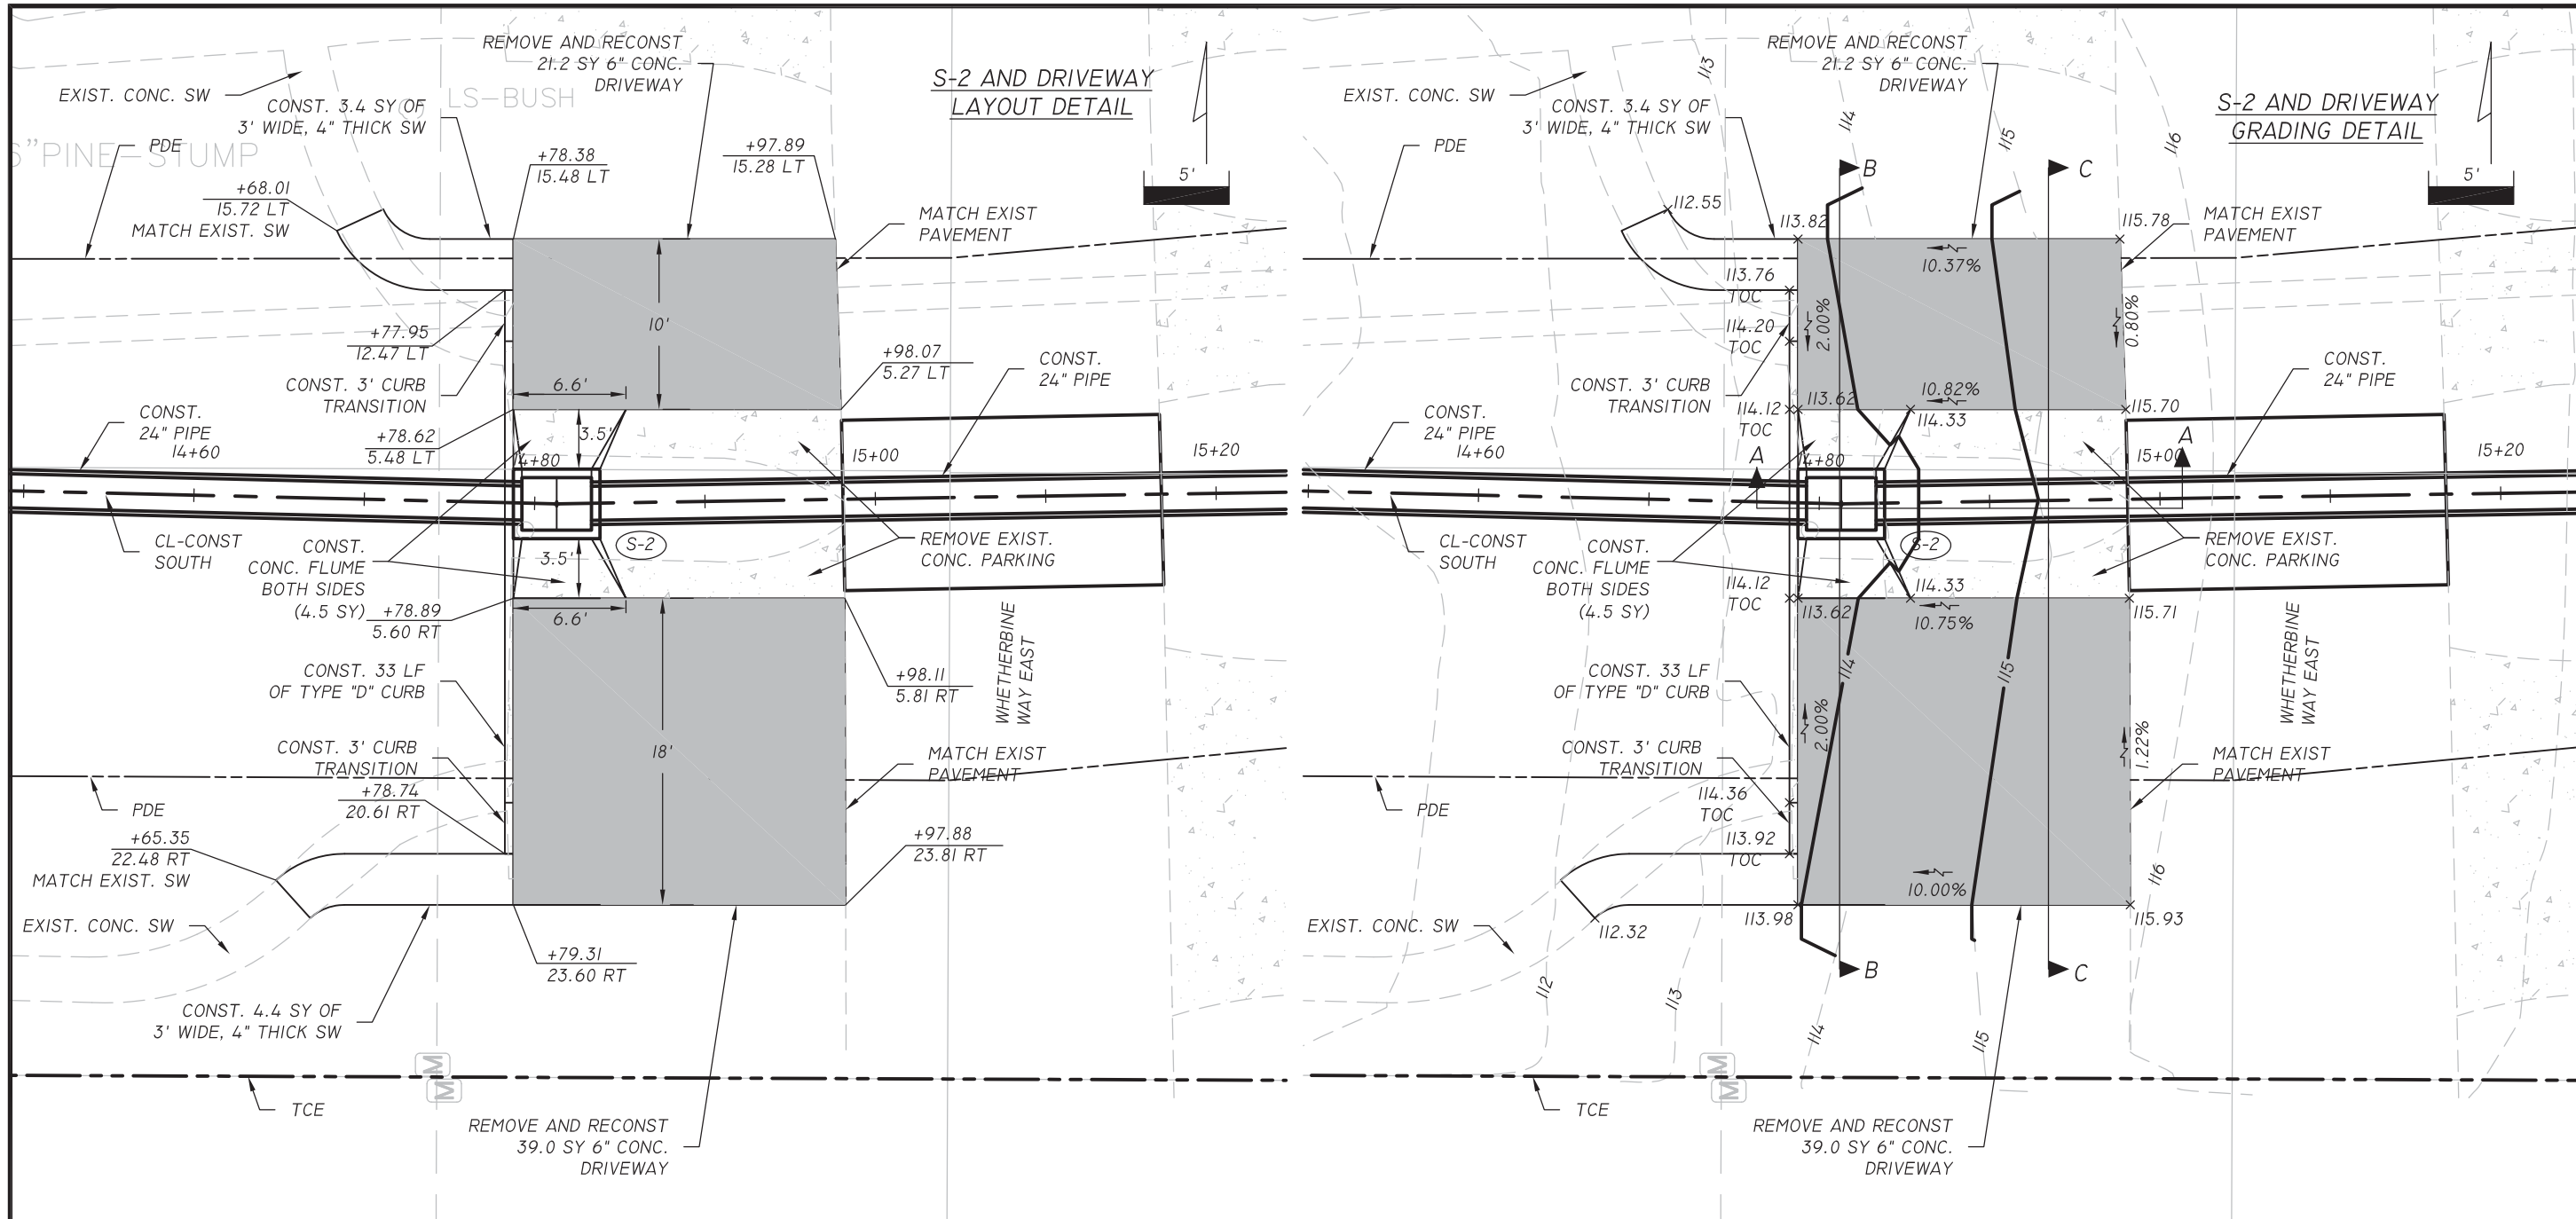 S-2 AND DRIVEWAY
LAYOUT DETAIL
5'
REMOVE AND RECONST
21.2 SY 6" CONC.
DRIVEWAY
EXIST. CONC. SW
CONST. 3.4 SY OF
3' WIDE, 4" THICK SW
LS-BUSH
PDE
6"PINE-STUMP
+78.38
15.48 LT
+97.89
15.28 LT
+68.01
15.72 LT
MATCH EXIST. SW
MATCH EXIST
PAVEMENT
10'
+77.95
12.47 LT
CONST. 3' CURB
TRANSITION
6.6'
+98.07
5.27 LT
CONST.
24" PIPE
CONST.
24" PIPE
14+60
+78.62
5.48 LT
3.5'
14+80
15+00
15+20
CL-CONST
SOUTH
CONST.
CONC. FLUME
BOTH SIDES
(4.5 SY)
3.5'
S-2
REMOVE EXIST.
CONC. PARKING
+78.89
5.60 RT
6.6'
WHETHERBINE
WAY EAST
CONST. 33 LF
OF TYPE "D" CURB
+98.11
5.81 RT
18'
CONST. 3' CURB
TRANSITION
MATCH EXIST
PAVEMENT
+78.74
20.61 RT
PDE
+65.35
22.48 RT
MATCH EXIST. SW
+97.88
23.81 RT
EXIST. CONC. SW
+79.31
23.60 RT
CONST. 4.4 SY OF
3' WIDE, 4" THICK SW
M
M
TCE
REMOVE AND RECONST
39.0 SY 6" CONC.
DRIVEWAY
S-2 AND DRIVEWAY
GRADING DETAIL
5'
REMOVE AND RECONST
21.2 SY 6" CONC.
DRIVEWAY
113
114
115
116
EXIST. CONC. SW
CONST. 3.4 SY OF
3' WIDE, 4" THICK SW
PDE
B
C
112.55
113.82
115.78
MATCH EXIST
PAVEMENT
10.37%
113.76
TOC
2.00%
0.80%
114.20
TOC
CONST. 3' CURB
TRANSITION
CONST.
24" PIPE
10.82%
114.12
TOC
113.62
114.33
115.70
CONST.
24" PIPE
14+60
A
A
14+80
15+00
15+20
CL-CONST
SOUTH
CONST.
CONC. FLUME
BOTH SIDES
(4.5 SY)
S-2
REMOVE EXIST.
CONC. PARKING
114.12
TOC
113.62
114.33
115.71
10.75%
WHETHERBINE
WAY EAST
CONST. 33 LF
OF TYPE "D" CURB
114
115
2.00%
1.22%
CONST. 3' CURB
TRANSITION
MATCH EXIST
PAVEMENT
114.36
TOC
PDE
113.92
TOC
10.00%
116
113.98
115.93
EXIST. CONC. SW
112.32
B
C
112
113
114
115
M
M
TCE
REMOVE AND RECONST
39.0 SY 6" CONC.
DRIVEWAY